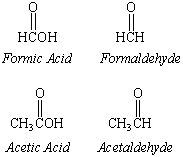 O O
HCOH HCH
Formic Acid Formaldehyde
O O
CH₃COH CH₃CH
Acetic Acid Acetaldehyde